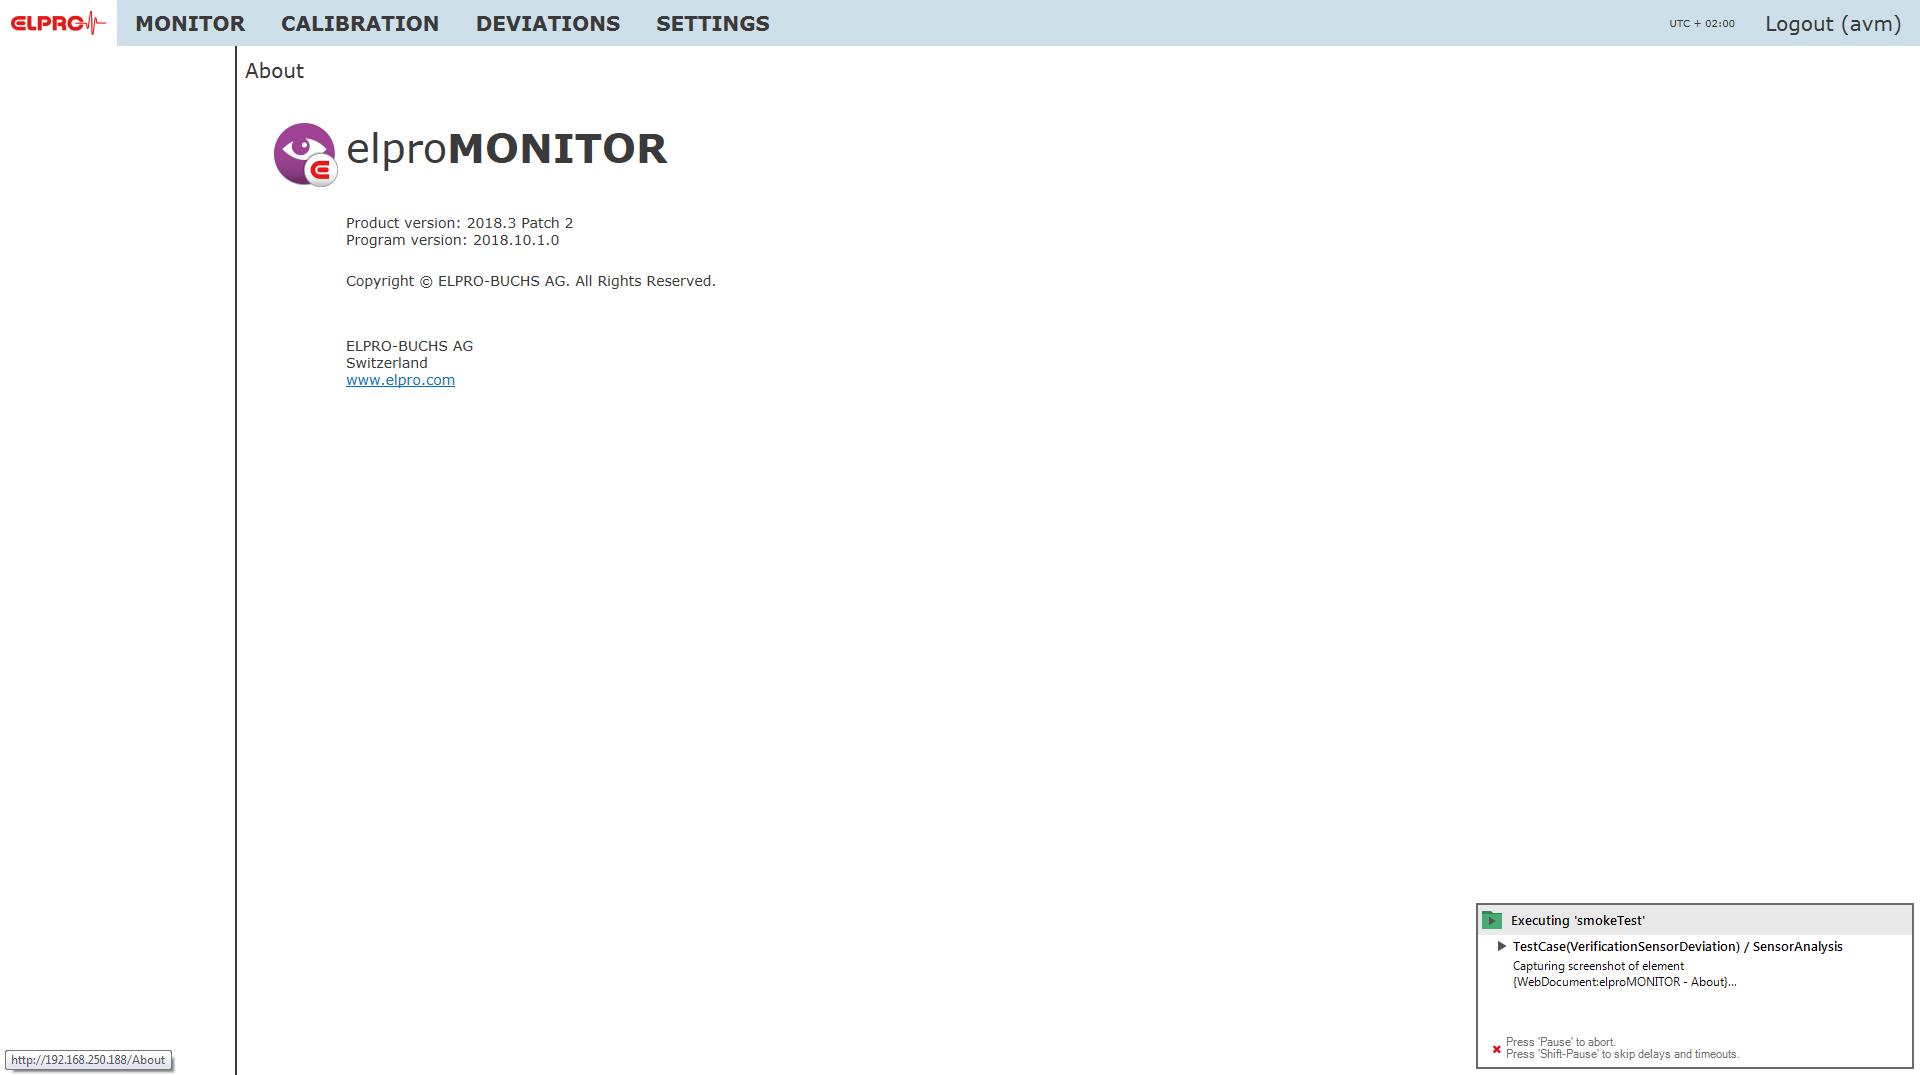 ELPRO MONITOR CALIBRATION DEVIATIONS SETTINGS UTC + 02:00 Logout (avm)
About
elproMONITOR
Product version: 2018.3 Patch 2
Program version: 2018.10.1.0
Copyright © ELPRO-BUCHS AG. All Rights Reserved.
ELPRO-BUCHS AG
Switzerland
www.elpro.com
Executing 'smokeTest'
TestCase(VerificationSensorDeviation) / SensorAnalysis
Capturing screenshot of element
{WebDocument:elproMONITOR - About}...
Press 'Pause' to abort.
Press 'Shift-Pause' to skip delays and timeouts.
http://192.168.250.188/About